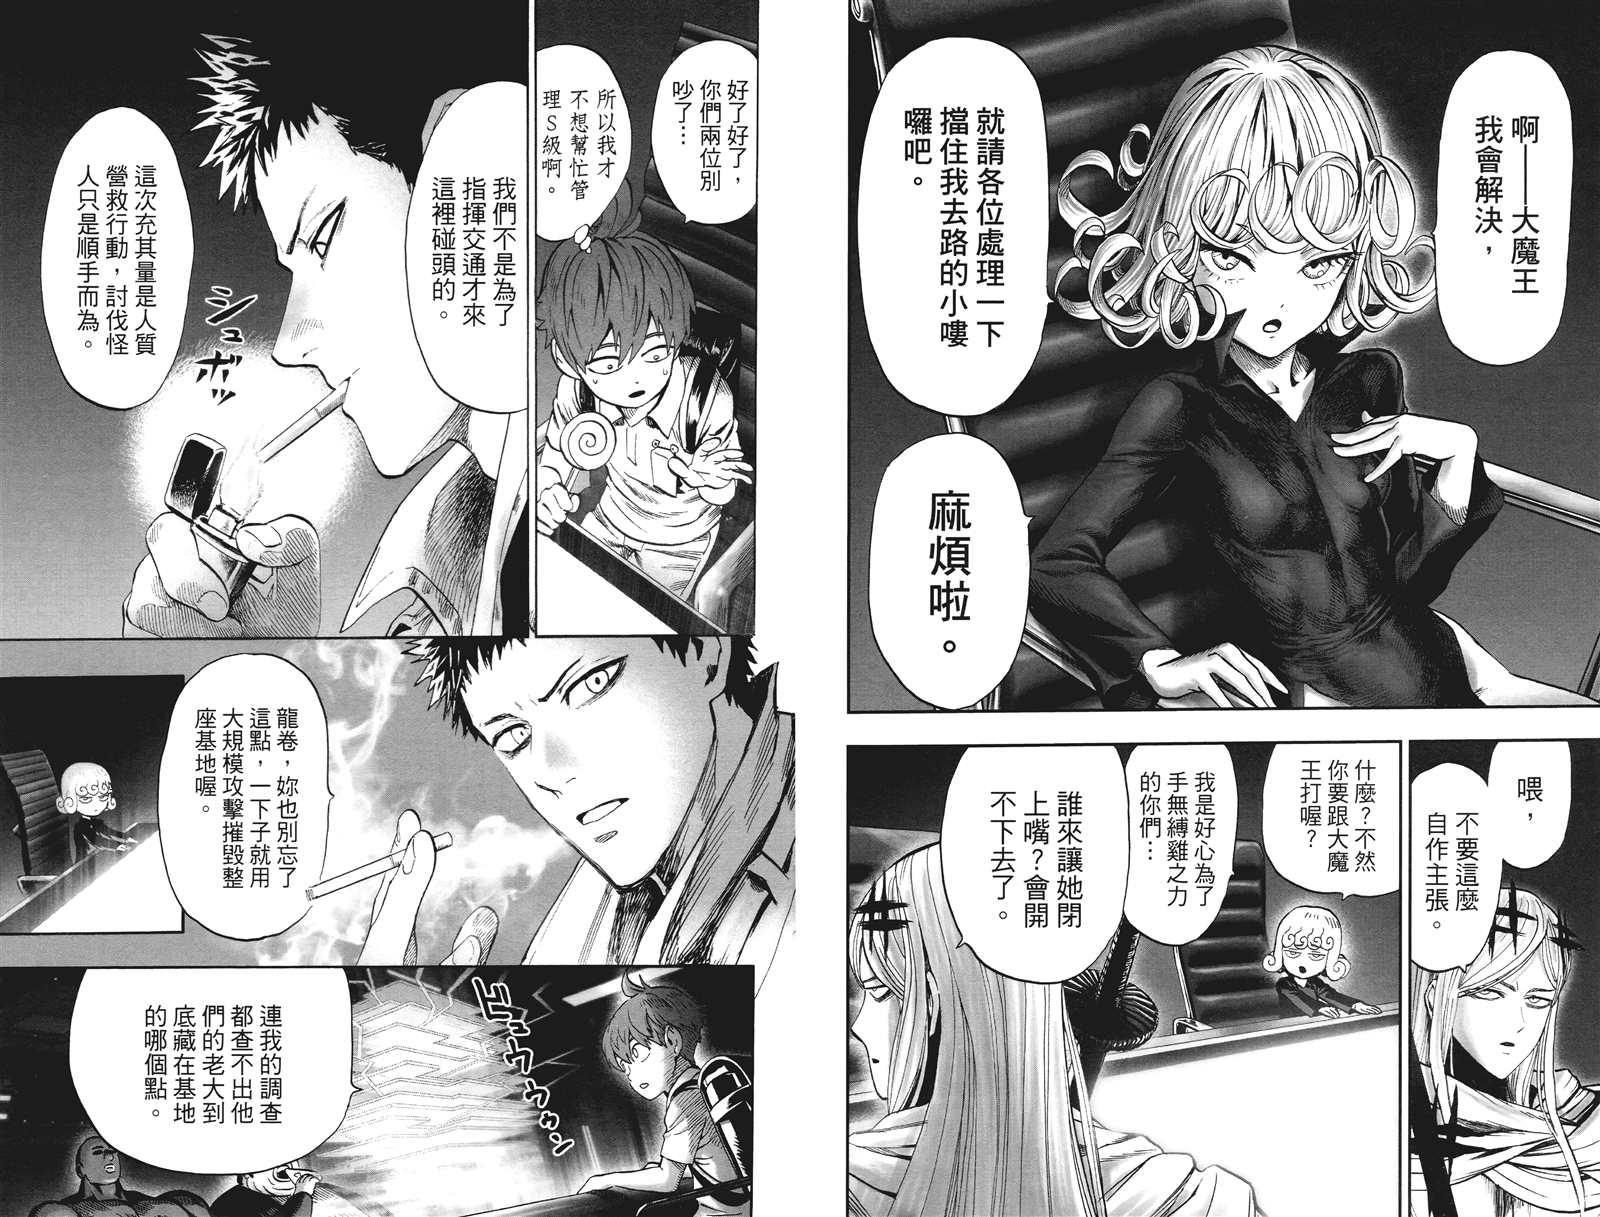 啊——大魔王
我會解決，
就請各位處理一下
擋住我去路的小嘍
囉吧。
麻煩啦。
喂，
不要這麼
自作主張。
什麼？不然
你要跟大魔
王打喔？
我是好心為了
手無縛雞之力
的你們…
誰來讓她閉
上嘴？會開
不下去了。
好了好了，
你們兩位別
吵了…
所以我才
不想幫忙管
理S級啊。
我們不是為了
指揮交通才來
這裡碰頭的。
這次充其量是人質
營救行動，討伐怪
人只是順手而為。
シュボッ
龍卷，妳也別忘了
這點，一下子就用
大規模攻擊摧毀整
座基地喔。
ドュウゥゥン
連我的調查
都查不出他
們的老大到
底藏在基地
的哪個點。